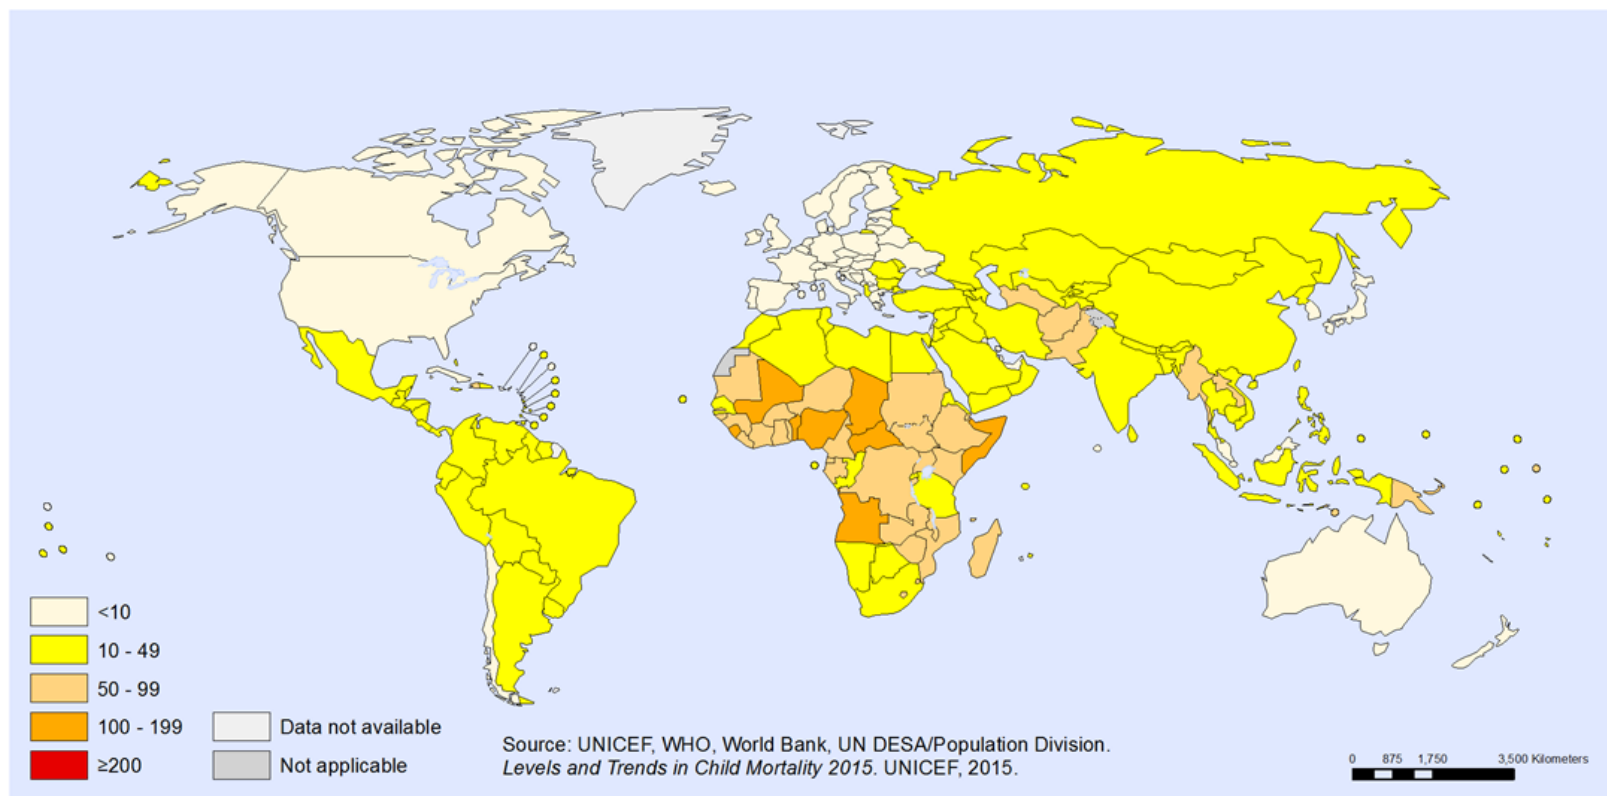 <10
10 - 49
50 - 99
100 - 199
≥200
Data not available
Not applicable
Source: UNICEF, WHO, World Bank, UN DESA/Population Division.
Levels and Trends in Child Mortality 2015. UNICEF, 2015.
0 875 1,750 3,500 Kilometers